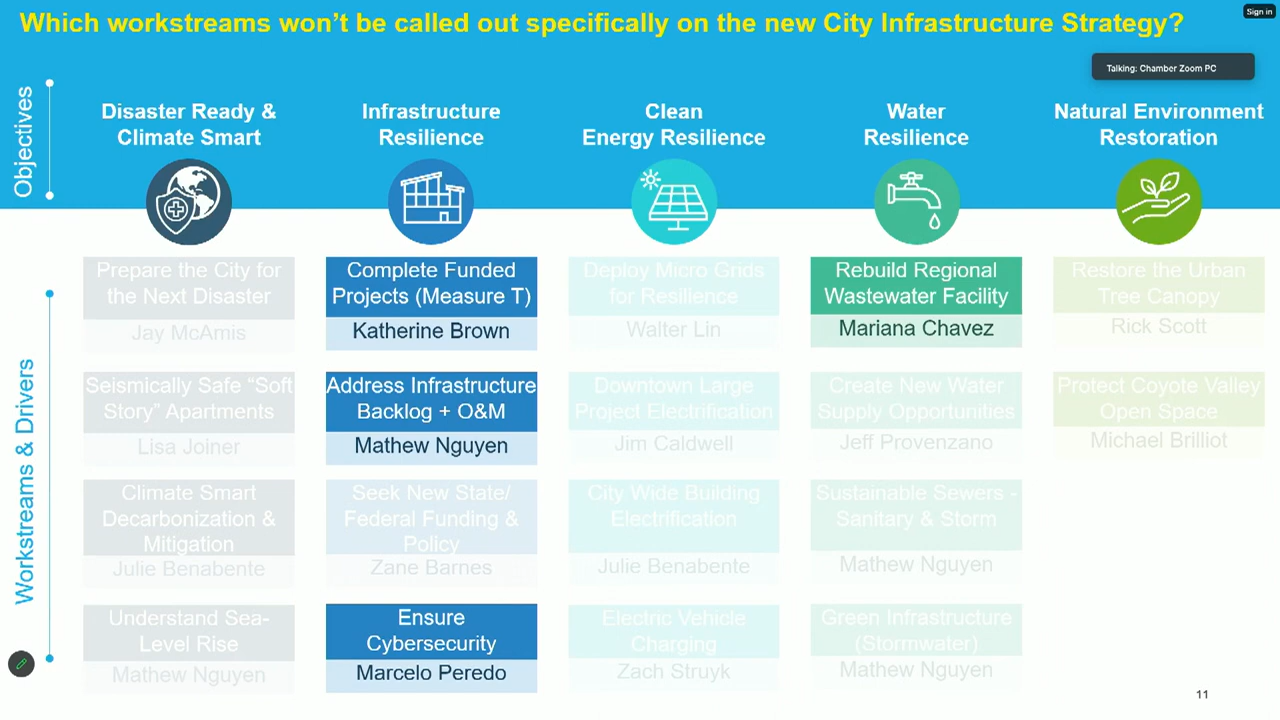 Which workstreams won’t be called out specifically on the new City Infrastructure Strategy?
Sign in
Talking: Chamber Zoom PC
Objectives
Disaster Ready &
Climate Smart
Infrastructure
Resilience
Clean
Energy Resilience
Water
Resilience
Natural Environment
Restoration
Workstreams & Drivers
Prepare the City for
the Next Disaster
Jay McAmis
Complete Funded
Projects (Measure T)
Katherine Brown
Deploy Micro Grids
for Resilience
Walter Lin
Rebuild Regional
Wastewater Facility
Mariana Chavez
Restore the Urban
Tree Canopy
Rick Scott
Seismically Safe “Soft
Story” Apartments
Lisa Joiner
Address Infrastructure
Backlog + O&M
Mathew Nguyen
Downtown Large
Project Electrification
Jim Caldwell
Create New Water
Supply Opportunities
Jeff Provenzano
Protect Coyote Valley
Open Space
Michael Brilliot
Climate Smart
Decarbonization &
Mitigation
Julie Benabente
Seek New State/
Federal Funding &
Policy
Zane Barnes
City Wide Building
Electrification
Julie Benabente
Sustainable Sewers -
Sanitary & Storm
Mathew Nguyen
Understand Sea-
Level Rise
Mathew Nguyen
Ensure
Cybersecurity
Marcelo Peredo
Electric Vehicle
Charging
Zach Struyk
Green Infrastructure
(Stormwater)
Mathew Nguyen
11